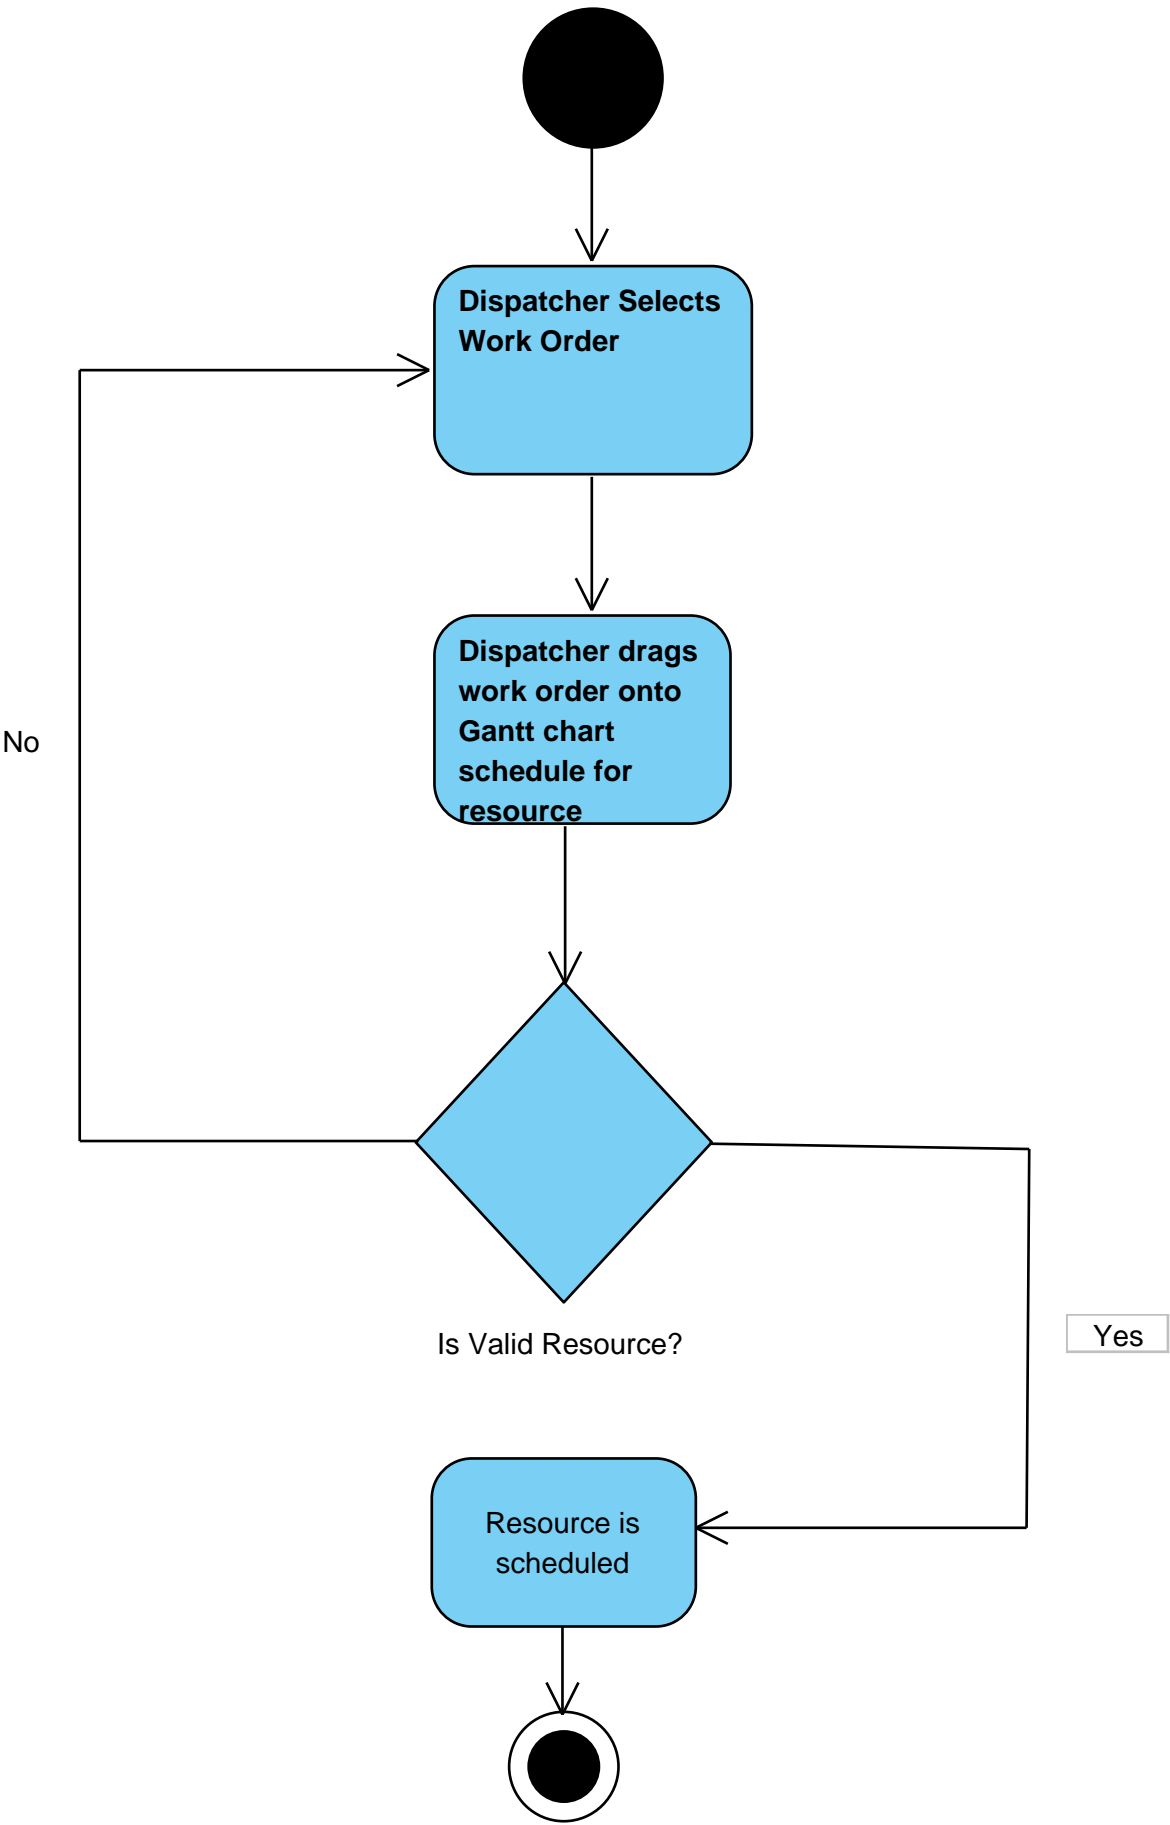 Dispatcher Selects
Work Order
Dispatcher drags
work order onto
Gantt chart
schedule for
resource
No
Is Valid Resource?
Yes
Resource is
scheduled